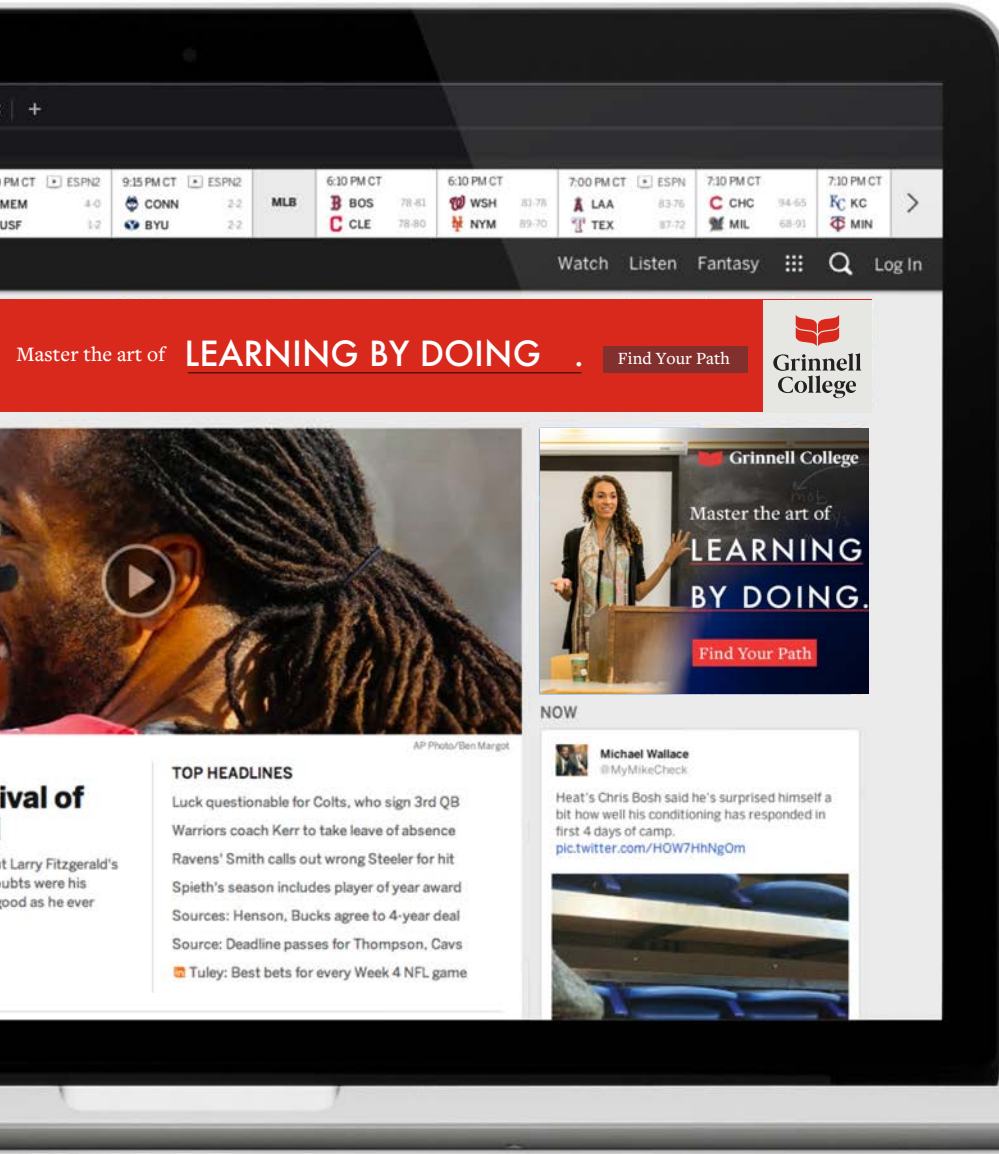 +
PM CT ESPN2
MEM 4-0
USF 1-2
9:15 PM CT ESPN2
CONN 2-2
BYU 2-2
MLB
6:10 PM CT
BOS 78-81
CLE 78-80
6:10 PM CT
WSH 81-78
NYM 89-70
7:00 PM CT ESPN
LAA 83-76
TEX 87-72
7:10 PM CT
CHC 94-65
MIL 68-91
7:10 PM CT
KC KC
MIN
Watch Listen Fantasy Log In
Master the art of LEARNING BY DOING . Find Your Path
Grinnell
College
Grinnell College
mob
Master the art of
LEARNING
BY DOING.
Find Your Path
AP Photo/Ben Margot
ival of
t Larry Fitzgerald's
ubts were his
good as he ever
TOP HEADLINES
Luck questionable for Colts, who sign 3rd QB
Warriors coach Kerr to take leave of absence
Ravens' Smith calls out wrong Steeler for hit
Spieth's season includes player of year award
Sources: Henson, Bucks agree to 4-year deal
Source: Deadline passes for Thompson, Cavs
in Tuley: Best bets for every Week 4 NFL game
NOW
Michael Wallace
@MyMikeCheck
Heat's Chris Bosh said he's surprised himself a
bit how well his conditioning has responded in
first 4 days of camp.
pic.twitter.com/HOW7HhNgOm